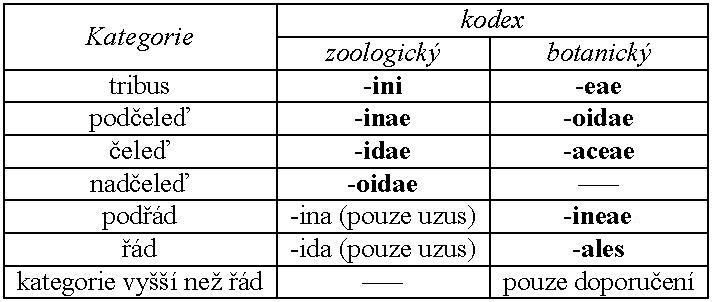 Kategorie kodex
zoologický botanický
tribus -ini -eae
podčeleď -inae -oidae
čeleď -idae -aceae
nadčeleď -oidae —–
podřád -ina (pouze uzus) -ineae
řád -ida (pouze uzus) -ales
kategorie vyšší než řád —– pouze doporučení